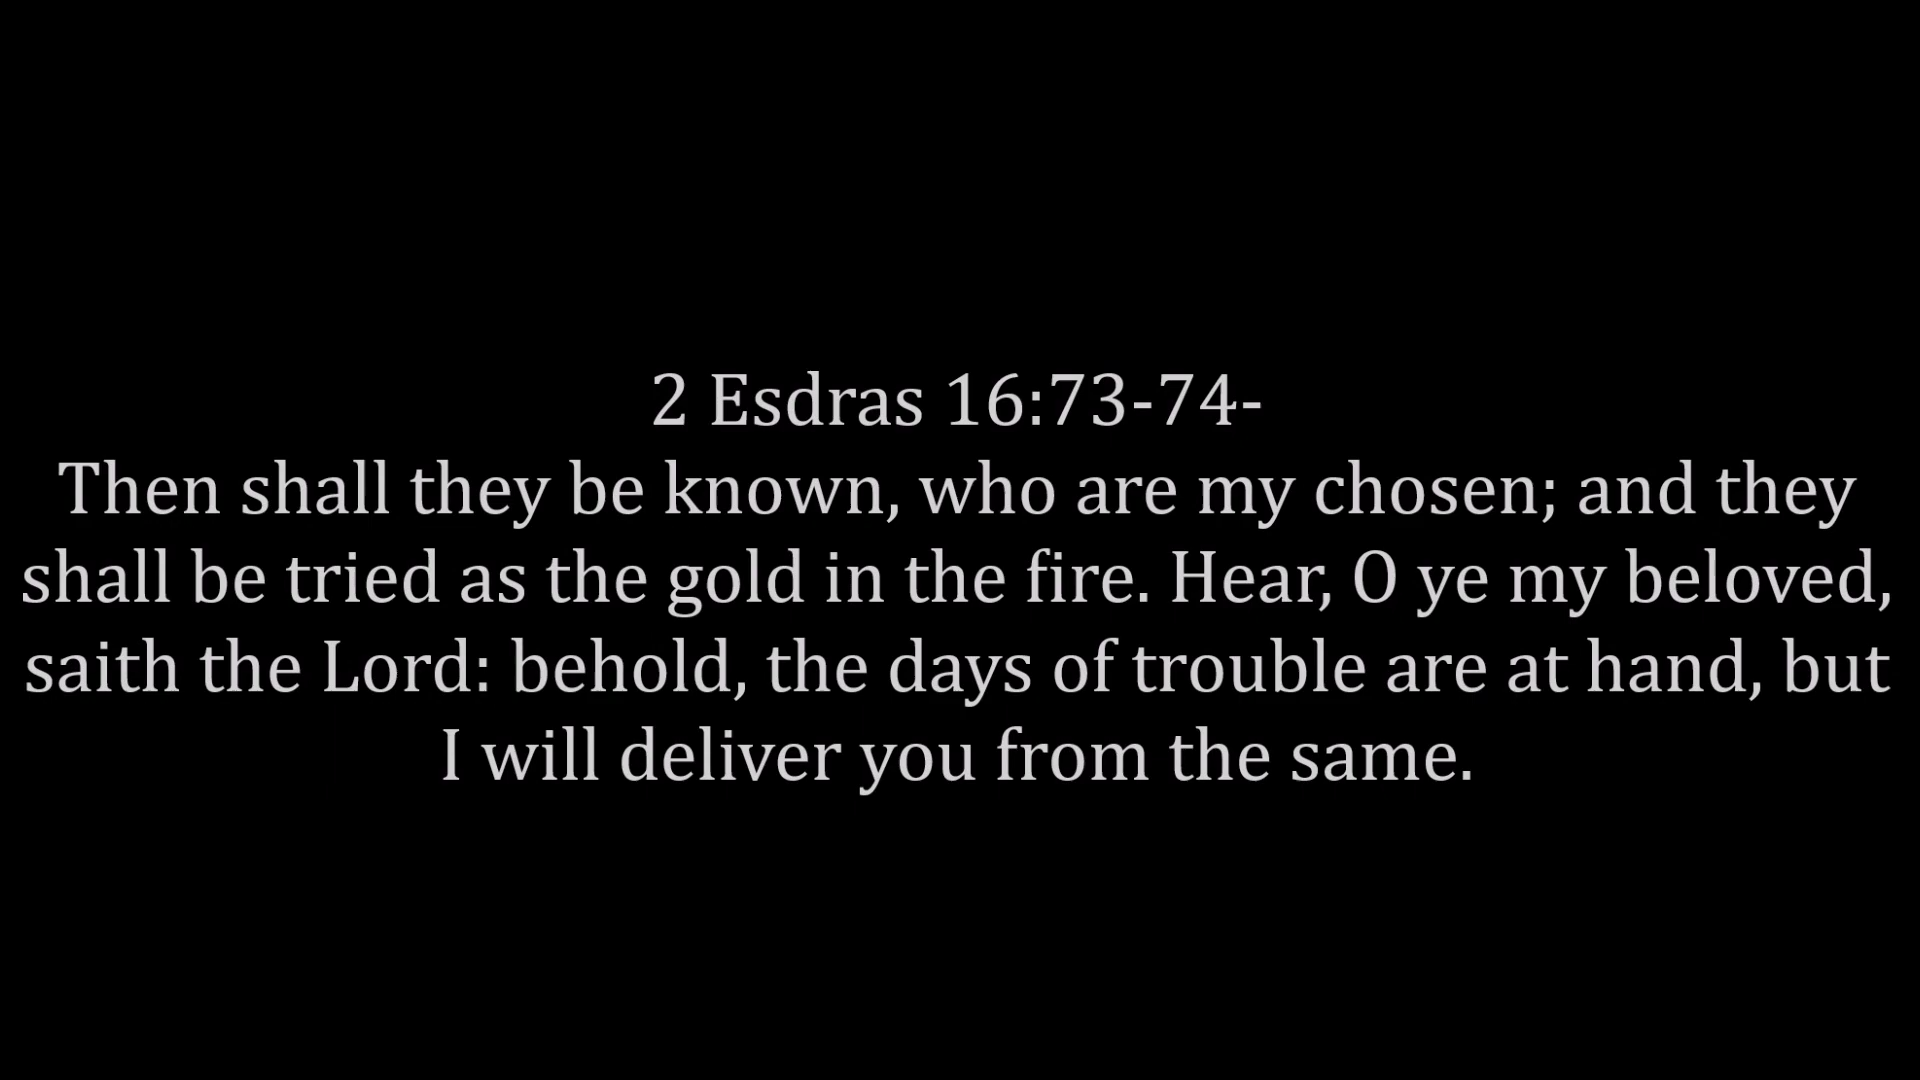 2 Esdras 16:73-74-
Then shall they be known, who are my chosen; and they
shall be tried as the gold in the fire. Hear, O ye my beloved,
saith the Lord: behold, the days of trouble are at hand, but
I will deliver you from the same.